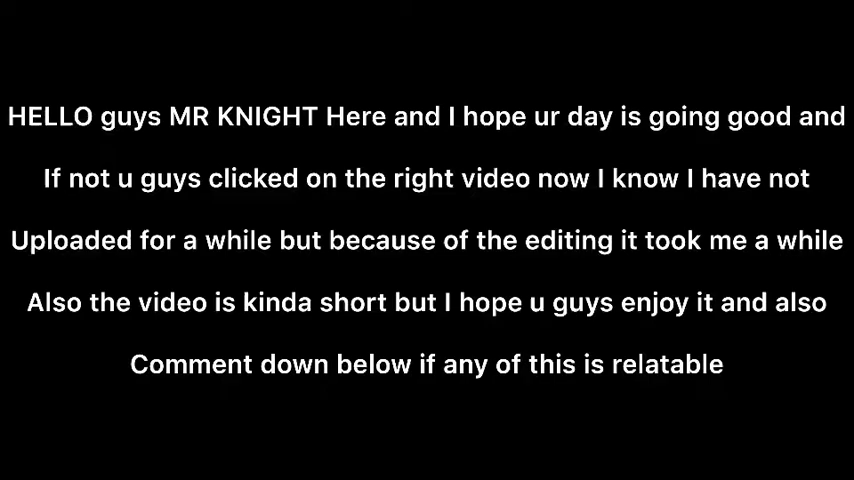 HELLO guys MR KNIGHT Here and I hope ur day is going good and
If not u guys clicked on the right video now I know I have not
Uploaded for a while but because of the editing it took me a while
Also the video is kinda short but I hope u guys enjoy it and also
Comment down below if any of this is relatable